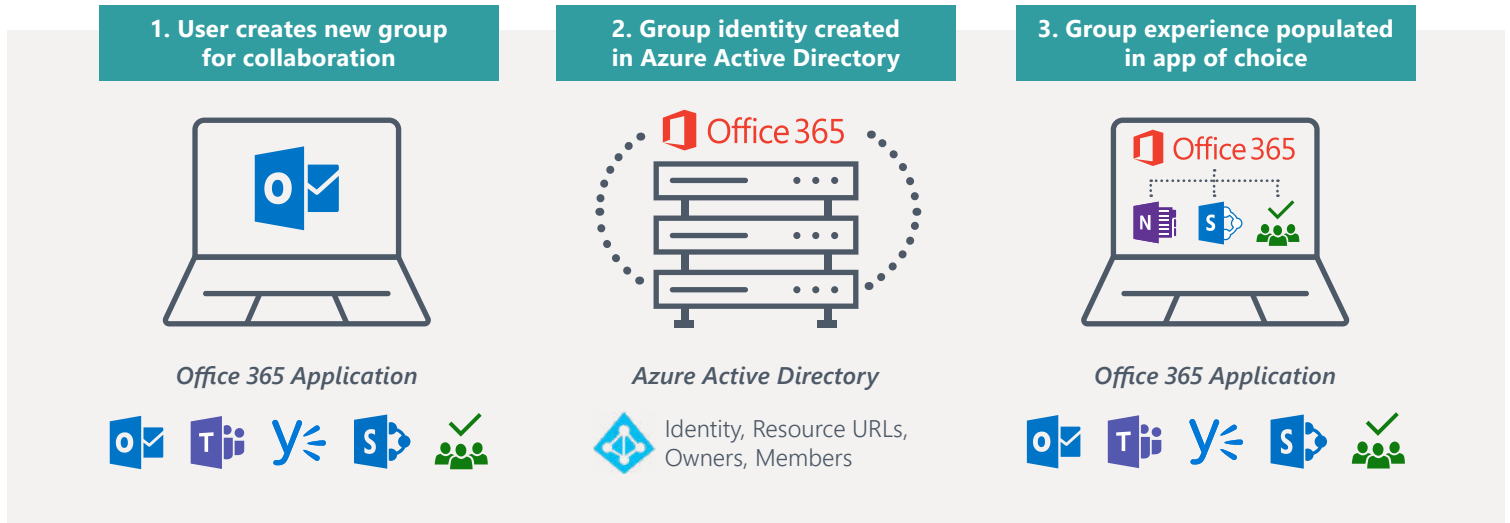 1. User creates new group
for collaboration
2. Group identity created
in Azure Active Directory
3. Group experience populated
in app of choice
O
Office 365
Office 365
N
S
Office 365 Application
Azure Active Directory
Office 365 Application
O
T
S
Identity, Resource URLs,
Owners, Members
O
T
S